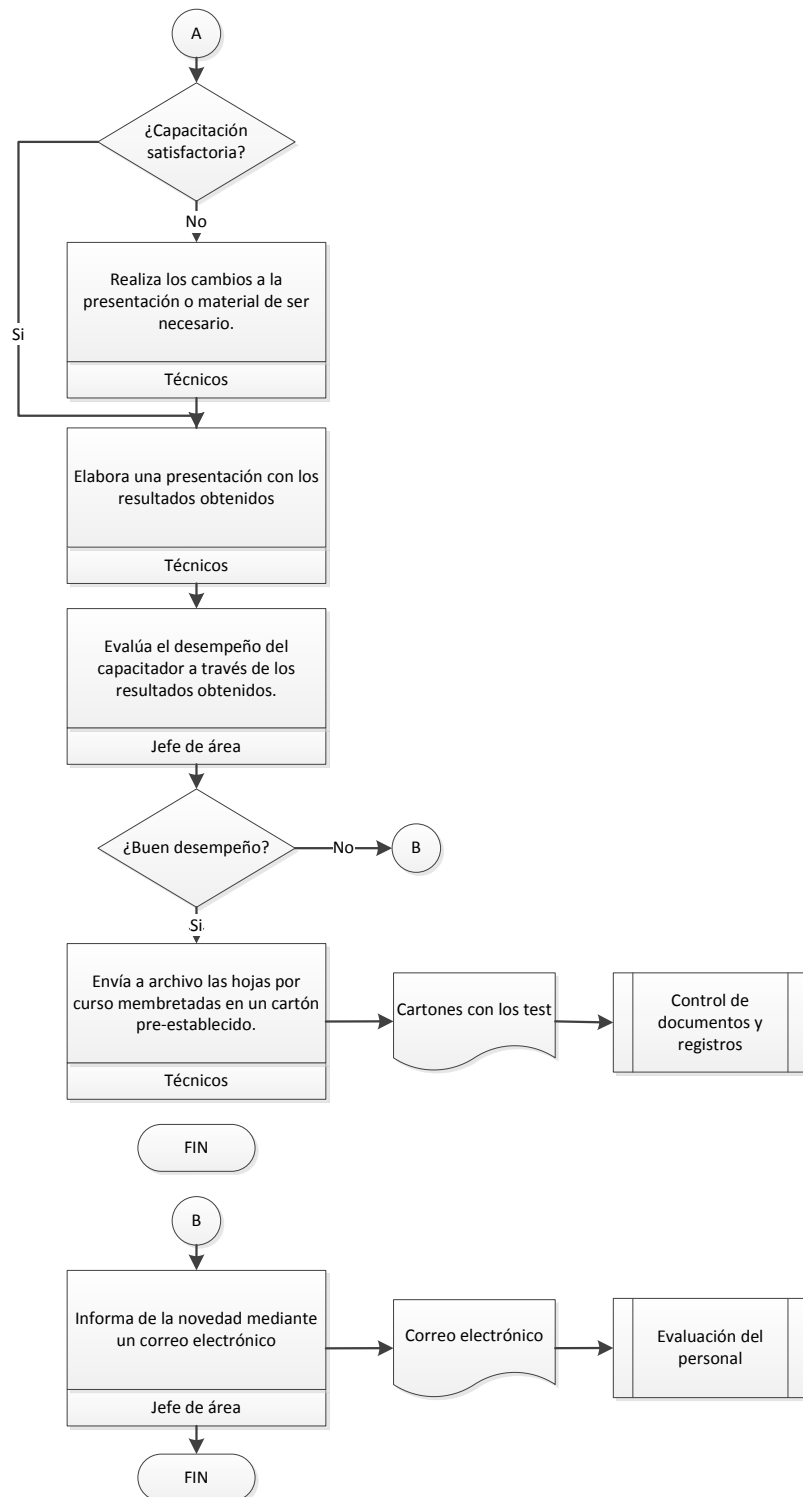 A
¿Capacitación
satisfactoria?
No
Si
Realiza los cambios a la
presentación o material de ser
necesario.
Técnicos
Elabora una presentación con los
resultados obtenidos
Técnicos
Evalúa el desempeño del
capacitador a través de los
resultados obtenidos.
Jefe de área
¿Buen desempeño?
No
B
Si
Envía a archivo las hojas por
curso membretadas en un cartón
pre-establecido.
Técnicos
Cartones con los test
Control de
documentos y
registros
FIN
B
Informa de la novedad mediante
un correo electrónico
Jefe de área
Correo electrónico
Evaluación del
personal
FIN